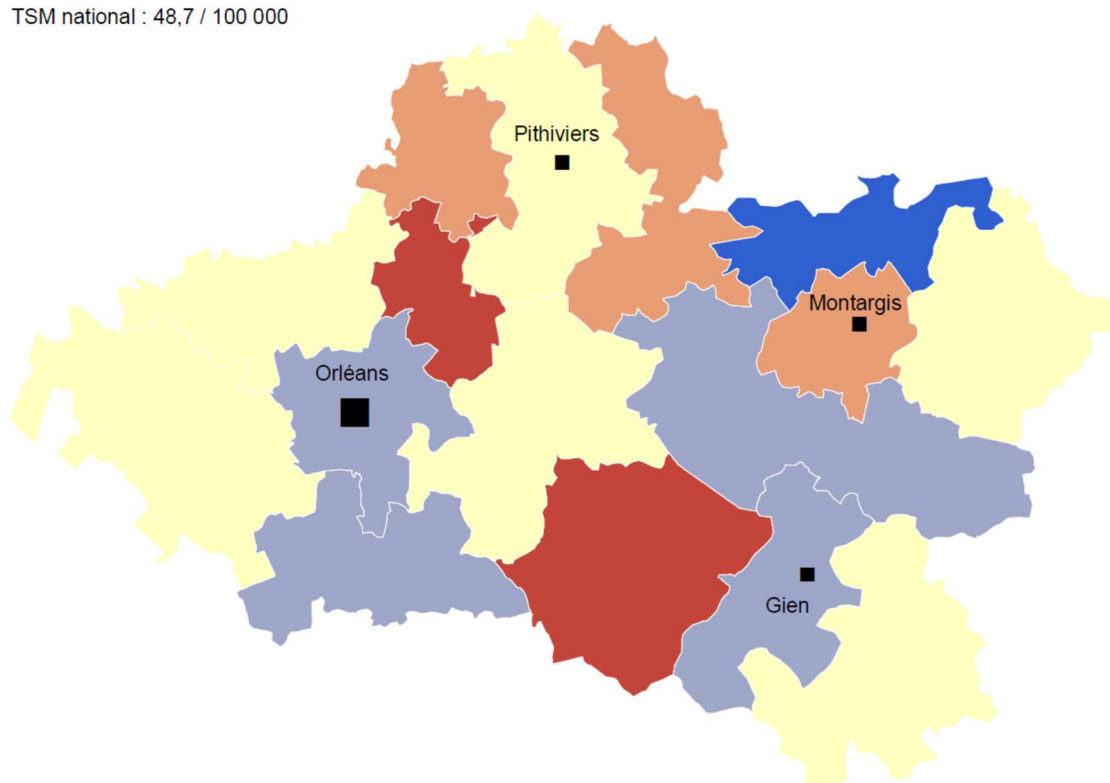 TSM national : 48,7 / 100 000
Pithiviers
Montargis
Orléans
Gien